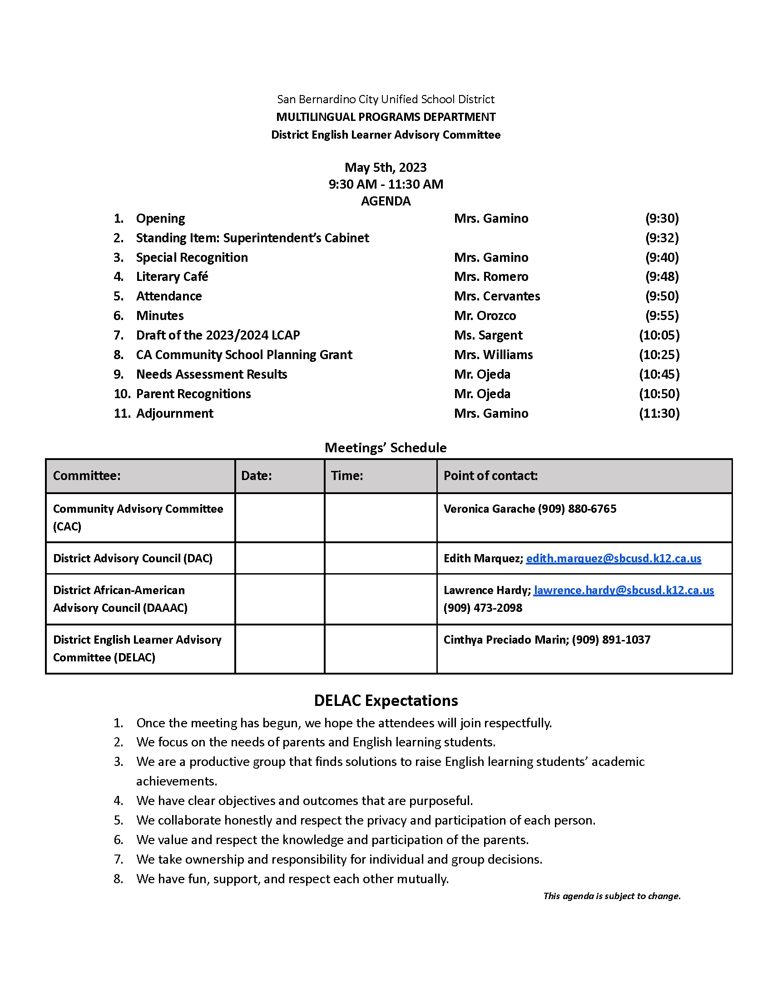 San Bernardino City Unified School District
MULTILINGUAL PROGRAMS DEPARTMENT
District English Learner Advisory Committee
May 5th, 2023
9:30 AM - 11:30 AM
AGENDA
1. Opening Mrs. Gamino (9:30)
2. Standing Item: Superintendent’s Cabinet (9:32)
3. Special Recognition Mrs. Gamino (9:40)
4. Literary Café Mrs. Romero (9:48)
5. Attendance Mrs. Cervantes (9:50)
6. Minutes Mr. Orozco (9:55)
7. Draft of the 2023/2024 LCAP Ms. Sargent (10:05)
8. CA Community School Planning Grant Mrs. Williams (10:25)
9. Needs Assessment Results Mr. Ojeda (10:45)
10. Parent Recognitions Mr. Ojeda (10:50)
11. Adjournment Mrs. Gamino (11:30)
Meetings’ Schedule
Committee: Date: Time: Point of contact:
Community Advisory Committee Veronica Garache (909) 880-6765
(CAC)
District Advisory Council (DAC) Edith Marquez; edith.marquez@sbcusd.k12.ca.us
District African-American Lawrence Hardy; lawrence.hardy@sbcusd.k12.ca.us
Advisory Council (DAAAC) (909) 473-2098
District English Learner Advisory Cinthya Preciado Marin; (909) 891-1037
Committee (DELAC)
DELAC Expectations
1. Once the meeting has begun, we hope the attendees will join respectfully.
2. We focus on the needs of parents and English learning students.
3. We are a productive group that finds solutions to raise English learning students’ academic
achievements.
4. We have clear objectives and outcomes that are purposeful.
5. We collaborate honestly and respect the privacy and participation of each person.
6. We value and respect the knowledge and participation of the parents.
7. We take ownership and responsibility for individual and group decisions.
8. We have fun, support, and respect each other mutually.
This agenda is subject to change.